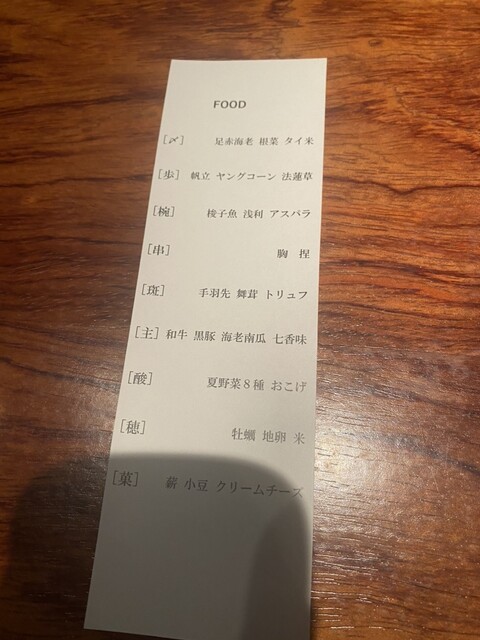 FOOD
[〆] 足赤海老 根菜 タイ米
[歩] 帆立 ヤングコーン 法蓮草
[椀] 梭子魚 浅利 アスパラ
[串] 胸 捏
[斑] 手羽先 舞茸 トリュフ
[主] 和牛 黒豚 海老南瓜 七香味
[酸] 夏野菜8種 おこげ
[穂] 牡蠣 地卵 米
[菓] 薪 小豆 クリームチーズ